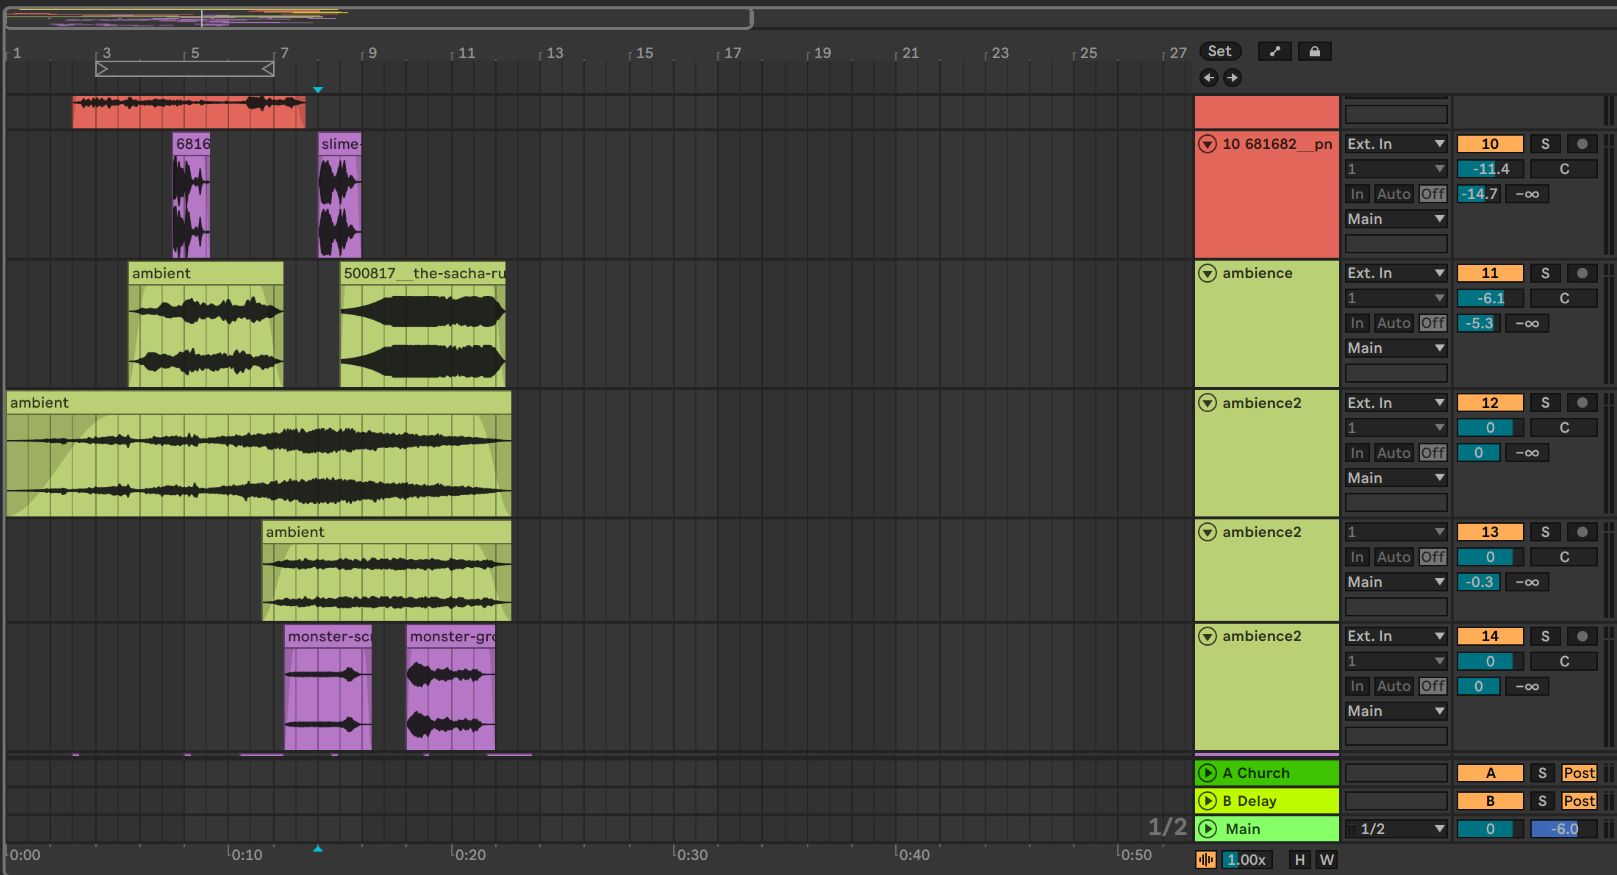 1 3 5 7 9 11 13 15 17 19 21 23 25 27 Set
6816 slime- 10 681682__pn Ext. In 10 S
1 -11.4 C
In Auto Off -14.7 -∞
Main
ambient 500817__the-sacha-ru ambience Ext. In 11 S
1 -6.1 C
In Auto Off -5.3 -∞
Main
ambient ambience2 Ext. In 12 S
1 0 C
In Auto Off 0 -∞
Main
ambient ambience2 1 13 S
In Auto Off 0 C
Main -0.3 -∞
monster-scr monster-gro ambience2 Ext. In 14 S
1 0 C
In Auto Off 0 -∞
Main
A Church A S Post
B Delay B S Post
1/2 Main 1/2 0 -6.0
0:00 0:10 0:20 0:30 0:40 0:50 1.00x H W